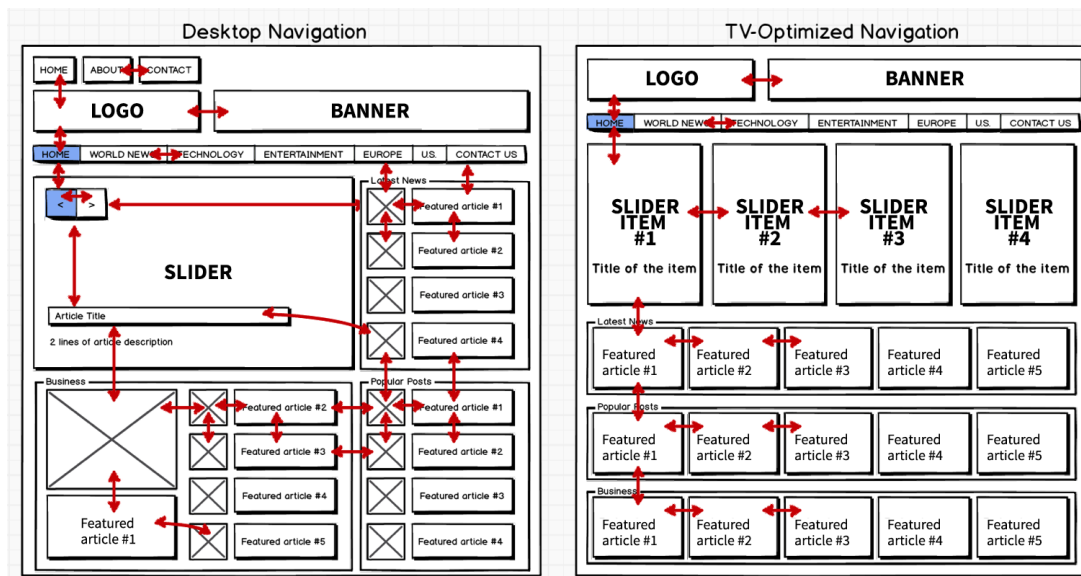 Desktop Navigation
HOME
ABOUT
CONTACT
LOGO
BANNER
HOME
WORLD NEWS
TECHNOLOGY
ENTERTAINMENT
EUROPE
U.S.
CONTACT US
<
>
SLIDER
Article Title
2 lines of article description
Latest News
Featured article #1
Featured article #2
Featured article #3
Featured article #4
Business
Featured
article #1
Featured article #2
Featured article #3
Featured article #4
Featured article #5
Popular Posts
Featured article #1
Featured article #2
Featured article #3
Featured article #4
TV-Optimized Navigation
LOGO
BANNER
HOME
WORLD NEWS
TECHNOLOGY
ENTERTAINMENT
EUROPE
U.S.
CONTACT US
SLIDER
ITEM
#1
Title of the item
SLIDER
ITEM
#2
Title of the item
SLIDER
ITEM
#3
Title of the item
SLIDER
ITEM
#4
Title of the item
Latest News
Featured
article #1
Featured
article #2
Featured
article #3
Featured
article #4
Featured
article #5
Popular Posts
Featured
article #1
Featured
article #2
Featured
article #3
Featured
article #4
Featured
article #5
Business
Featured
article #1
Featured
article #2
Featured
article #3
Featured
article #4
Featured
article #5